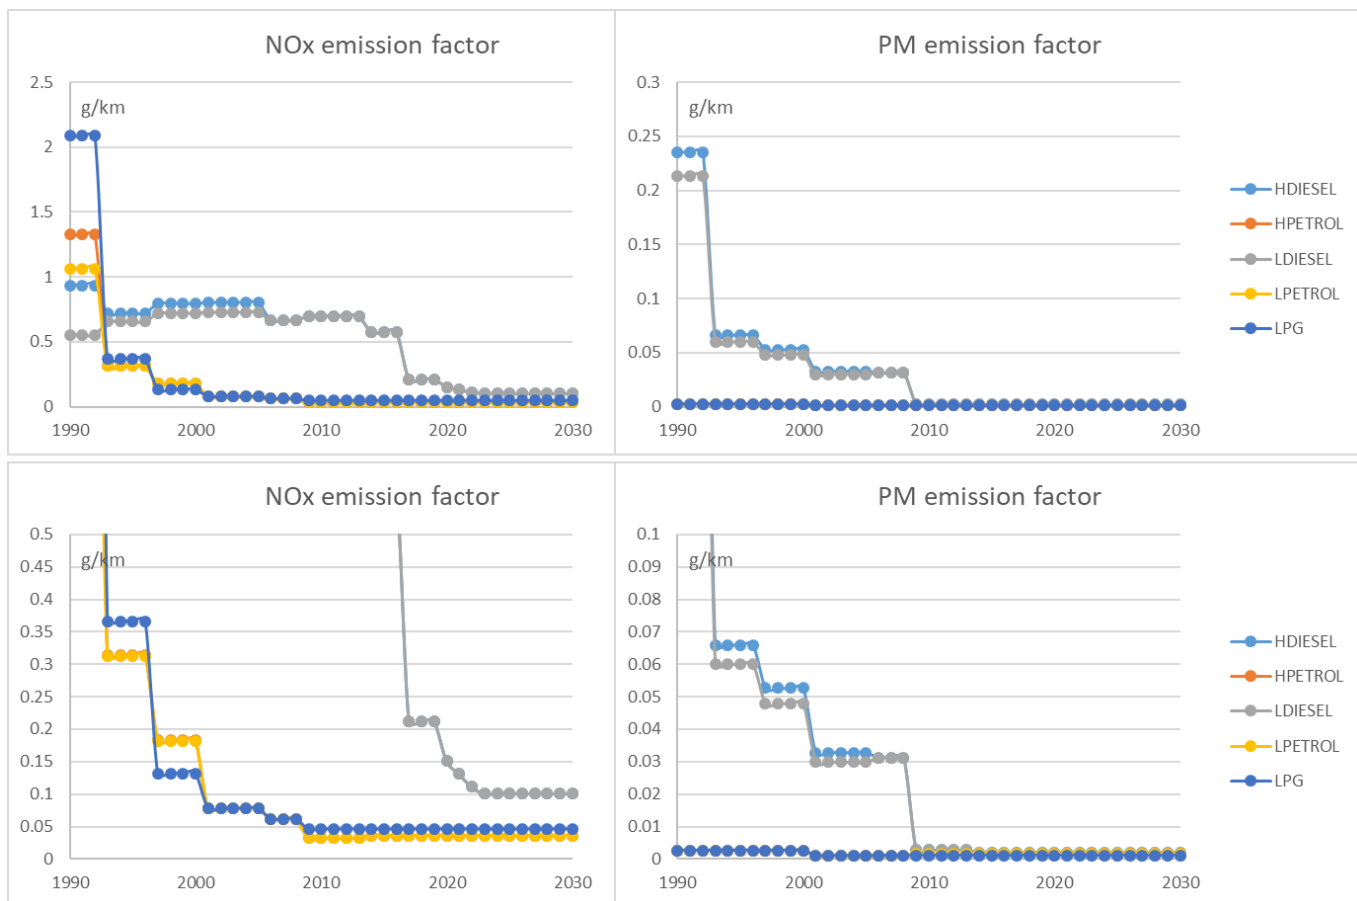 NOx emission factor
g/km
2.5
2
1.5
1
0.5
0
1990 2000 2010 2020 2030
PM emission factor
g/km
0.3
0.25
0.2
0.15
0.1
0.05
0
1990 2000 2010 2020 2030
HDIESEL
HPETROL
LDIESEL
LPETROL
LPG
NOx emission factor
g/km
0.5
0.45
0.4
0.35
0.3
0.25
0.2
0.15
0.1
0.05
0
1990 2000 2010 2020 2030
PM emission factor
g/km
0.1
0.09
0.08
0.07
0.06
0.05
0.04
0.03
0.02
0.01
0
1990 2000 2010 2020 2030
HDIESEL
HPETROL
LDIESEL
LPETROL
LPG